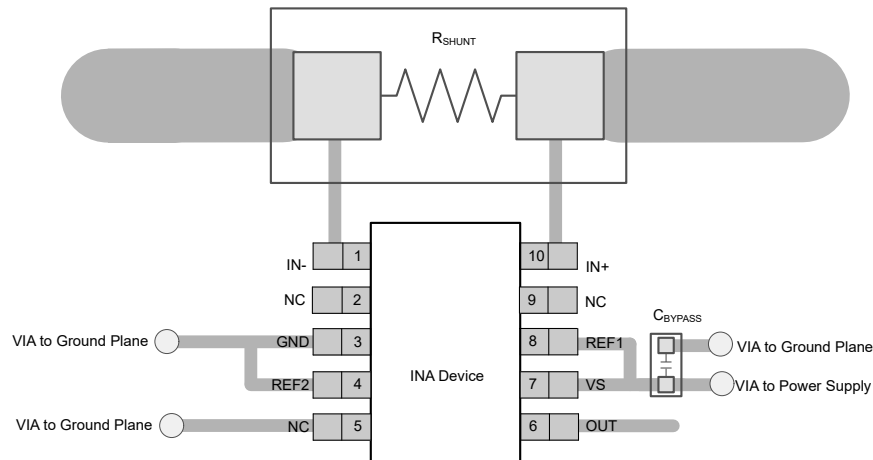 RSHUNT
1
10
IN-
IN+
NC
2
9
NC
CBYPASS
VIA to Ground Plane
GND
3
8
REF1
VIA to Ground Plane
INA Device
REF2
4
7
VS
VIA to Power Supply
VIA to Ground Plane
NC
5
6
OUT